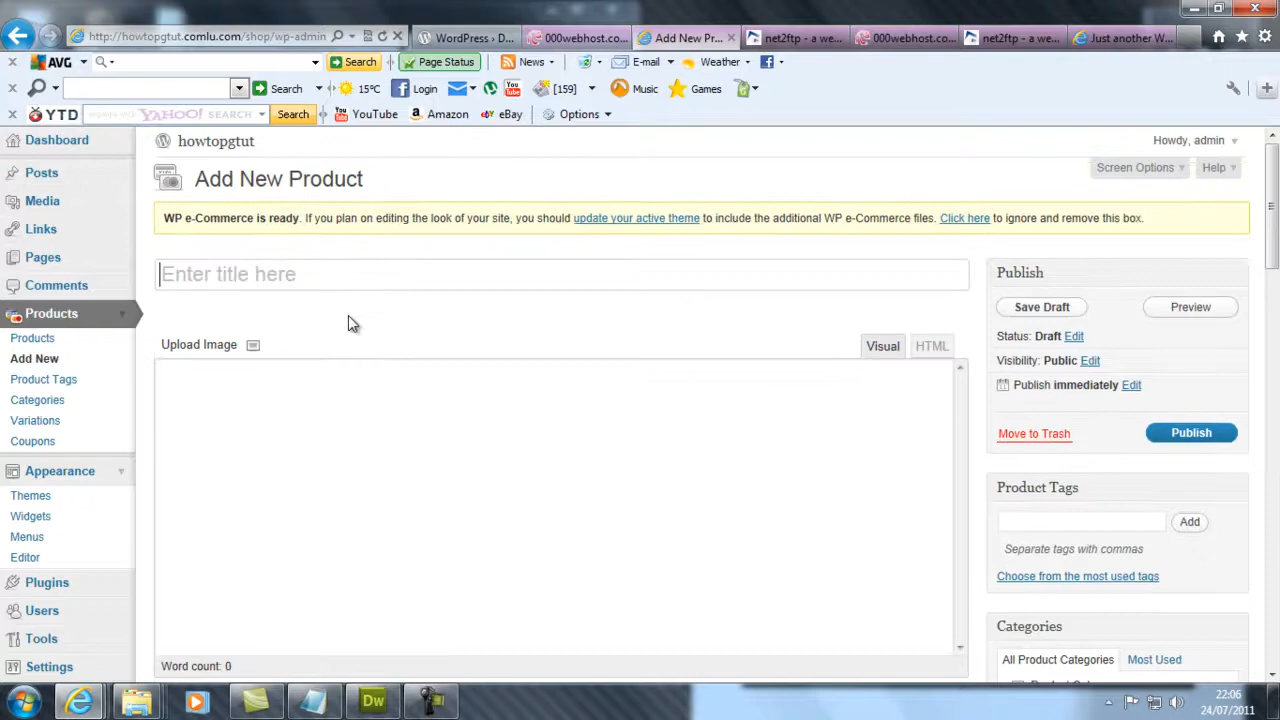 http://howtopgtut.comlu.com/shop/wp-admin
WordPress › D...
000webhost.co...
Add New Pr...
net2ftp - a we...
000webhost.co...
net2ftp - a we...
Just another W...
AVG
Search
Page Status
News
E-mail
Weather
Search
15°C
Login
[159]
Music
Games
YTD
YAHOO! SEARCH
Search
YouTube
Amazon
eBay
Options
Dashboard
Posts
Media
Links
Pages
Comments
Products
Products
Add New
Product Tags
Categories
Variations
Coupons
Appearance
Themes
Widgets
Menus
Editor
Plugins
Users
Tools
Settings
howtopgtut
Howdy, admin
Add New Product
Screen Options
Help
WP e-Commerce is ready. If you plan on editing the look of your site, you should update your active theme to include the additional WP e-Commerce files. Click here to ignore and remove this box.
Enter title here
Upload Image
Visual
HTML
Word count: 0
Publish
Save Draft
Preview
Status: Draft Edit
Visibility: Public Edit
Publish immediately Edit
Move to Trash
Publish
Product Tags
Add
Separate tags with commas
Choose from the most used tags
Categories
All Product Categories
Most Used
Dw
22:06
24/07/2011